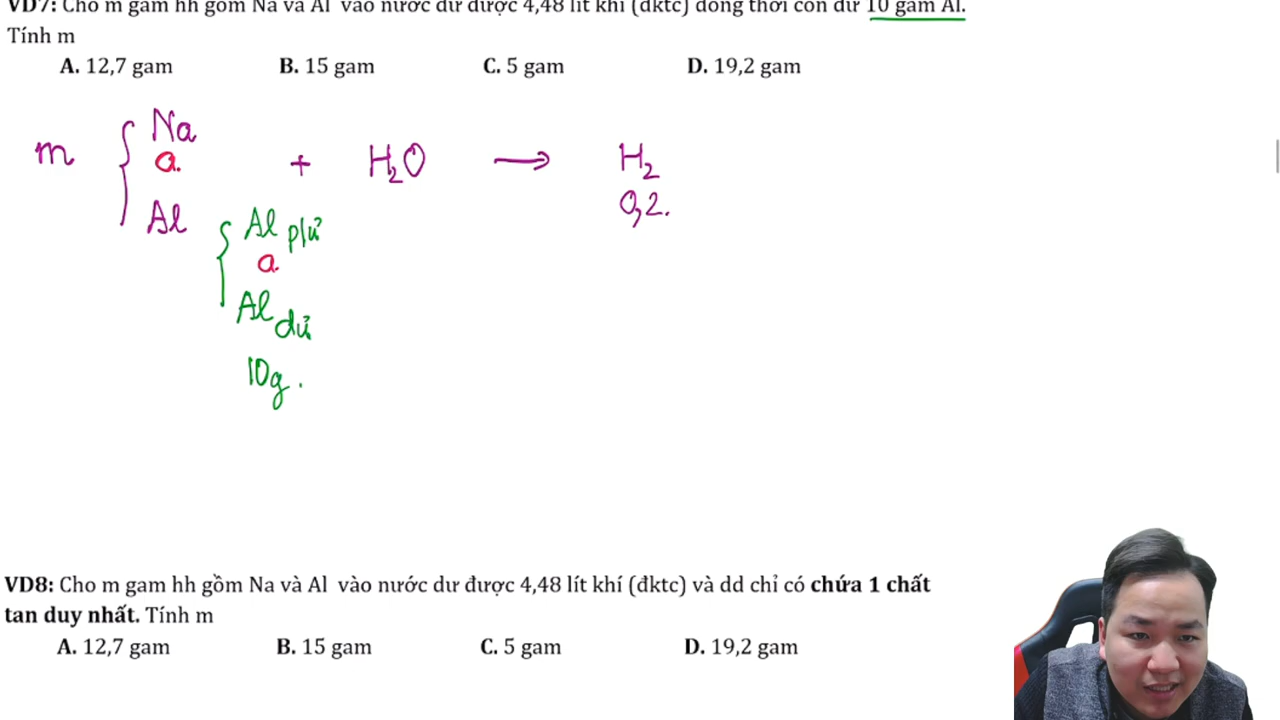 VD7: Cho m gam hh gồm Na và Al vào nước dư được 4,48 lít khí (đktc) đồng thời còn dư 10 gam Al.
Tính m
A. 12,7 gam B. 15 gam C. 5 gam D. 19,2 gam
m { Na a. Al + H₂O → H₂ 0,2.
{ Al pư a. Al dư 10g.
VD8: Cho m gam hh gồm Na và Al vào nước dư được 4,48 lít khí (đktc) và dd chỉ có chứa 1 chất
tan duy nhất. Tính m
A. 12,7 gam B. 15 gam C. 5 gam D. 19,2 gam